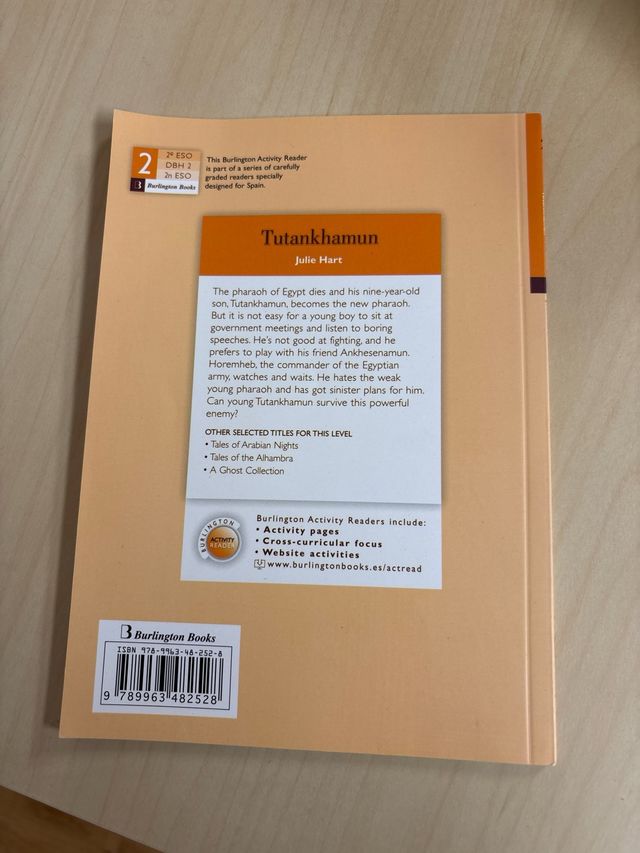 2
2º ESO
DBH 2
2n ESO
B Burlington Books
This Burlington Activity Reader
is part of a series of carefully
graded readers specially
designed for Spain.
Tutankhamun
Julie Hart
The pharaoh of Egypt dies and his nine-year-old
son, Tutankhamun, becomes the new pharaoh.
But it is not easy for a young boy to sit at
government meetings and listen to boring
speeches. He's not good at fighting, and he
prefers to play with his friend Ankhesenamun.
Horemheb, the commander of the Egyptian
army, watches and waits. He hates the weak
young pharaoh and has got sinister plans for him.
Can young Tutankhamun survive this powerful
enemy?
OTHER SELECTED TITLES FOR THIS LEVEL
• Tales of Arabian Nights
• Tales of the Alhambra
• A Ghost Collection
BURLINGTON
ACTIVITY
READER
Burlington Activity Readers include:
• Activity pages
• Cross-curricular focus
• Website activities
www.burlingtonbooks.es/actread
B Burlington Books
ISBN 978-9963-48-252-8
9 789963 482528